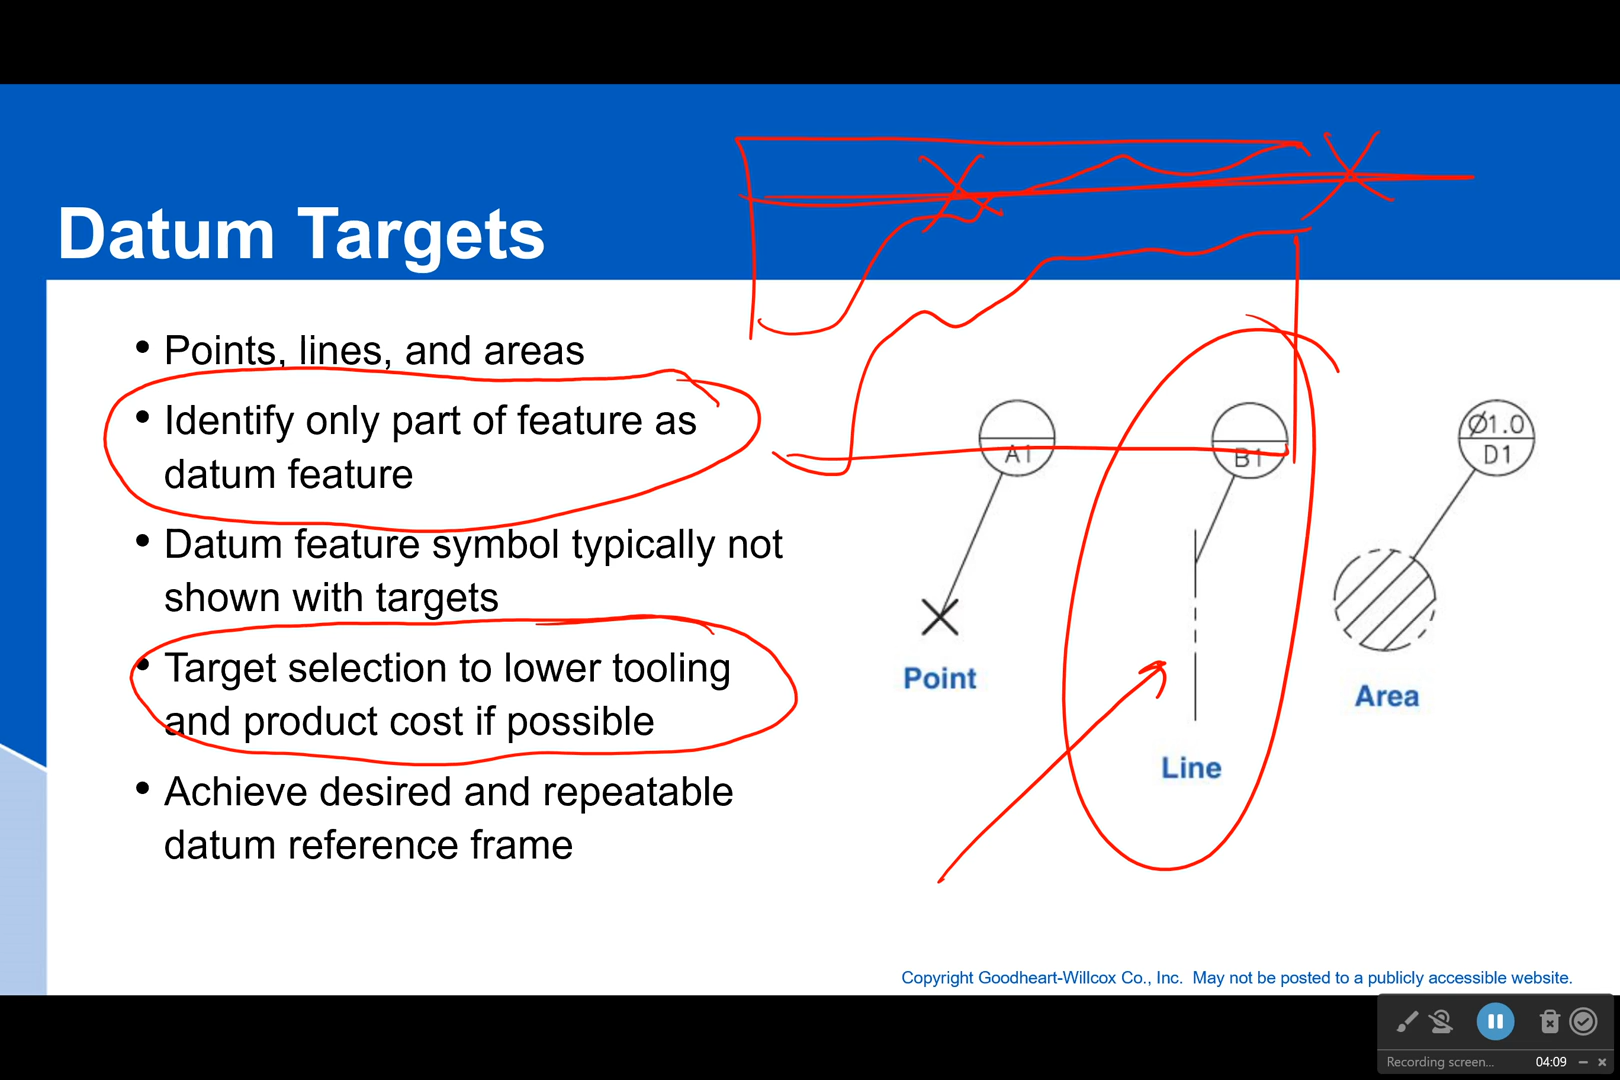 Datum Targets
• Points, lines, and areas
• Identify only part of feature as
datum feature
• Datum feature symbol typically not
shown with targets
• Target selection to lower tooling
and product cost if possible
• Achieve desired and repeatable
datum reference frame
A1
Point
B1
Line
Ø1.0
D1
Area
Copyright Goodheart-Willcox Co., Inc. May not be posted to a publicly accessible website.
Recording screen... 04:09